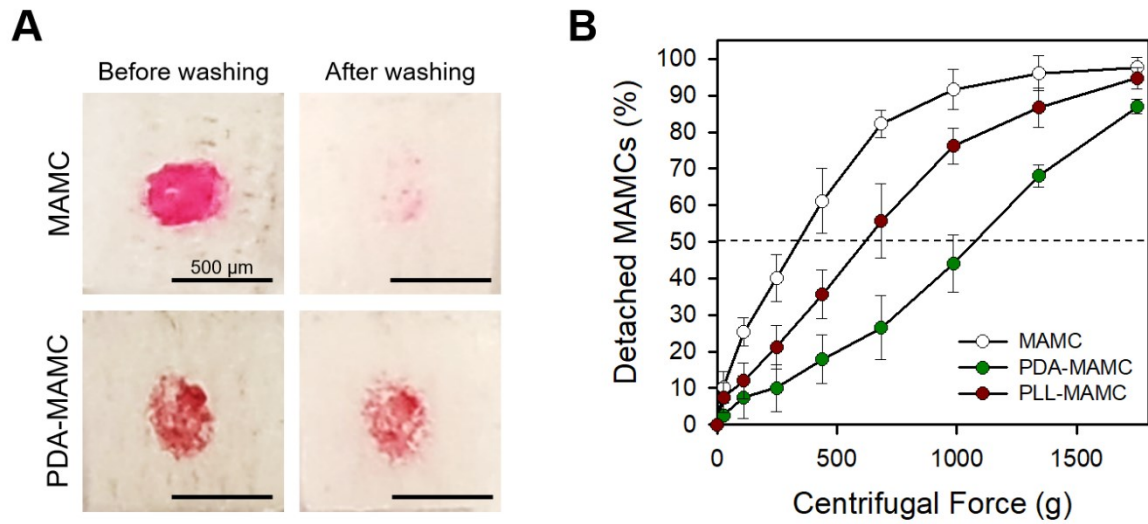 A
Before washing
After washing
MAMC
500 µm
PDA-MAMC
B
Detached MAMCs (%)
100
90
80
70
60
50
40
30
20
10
0
MAMC
PDA-MAMC
PLL-MAMC
0
500
1000
1500
Centrifugal Force (g)